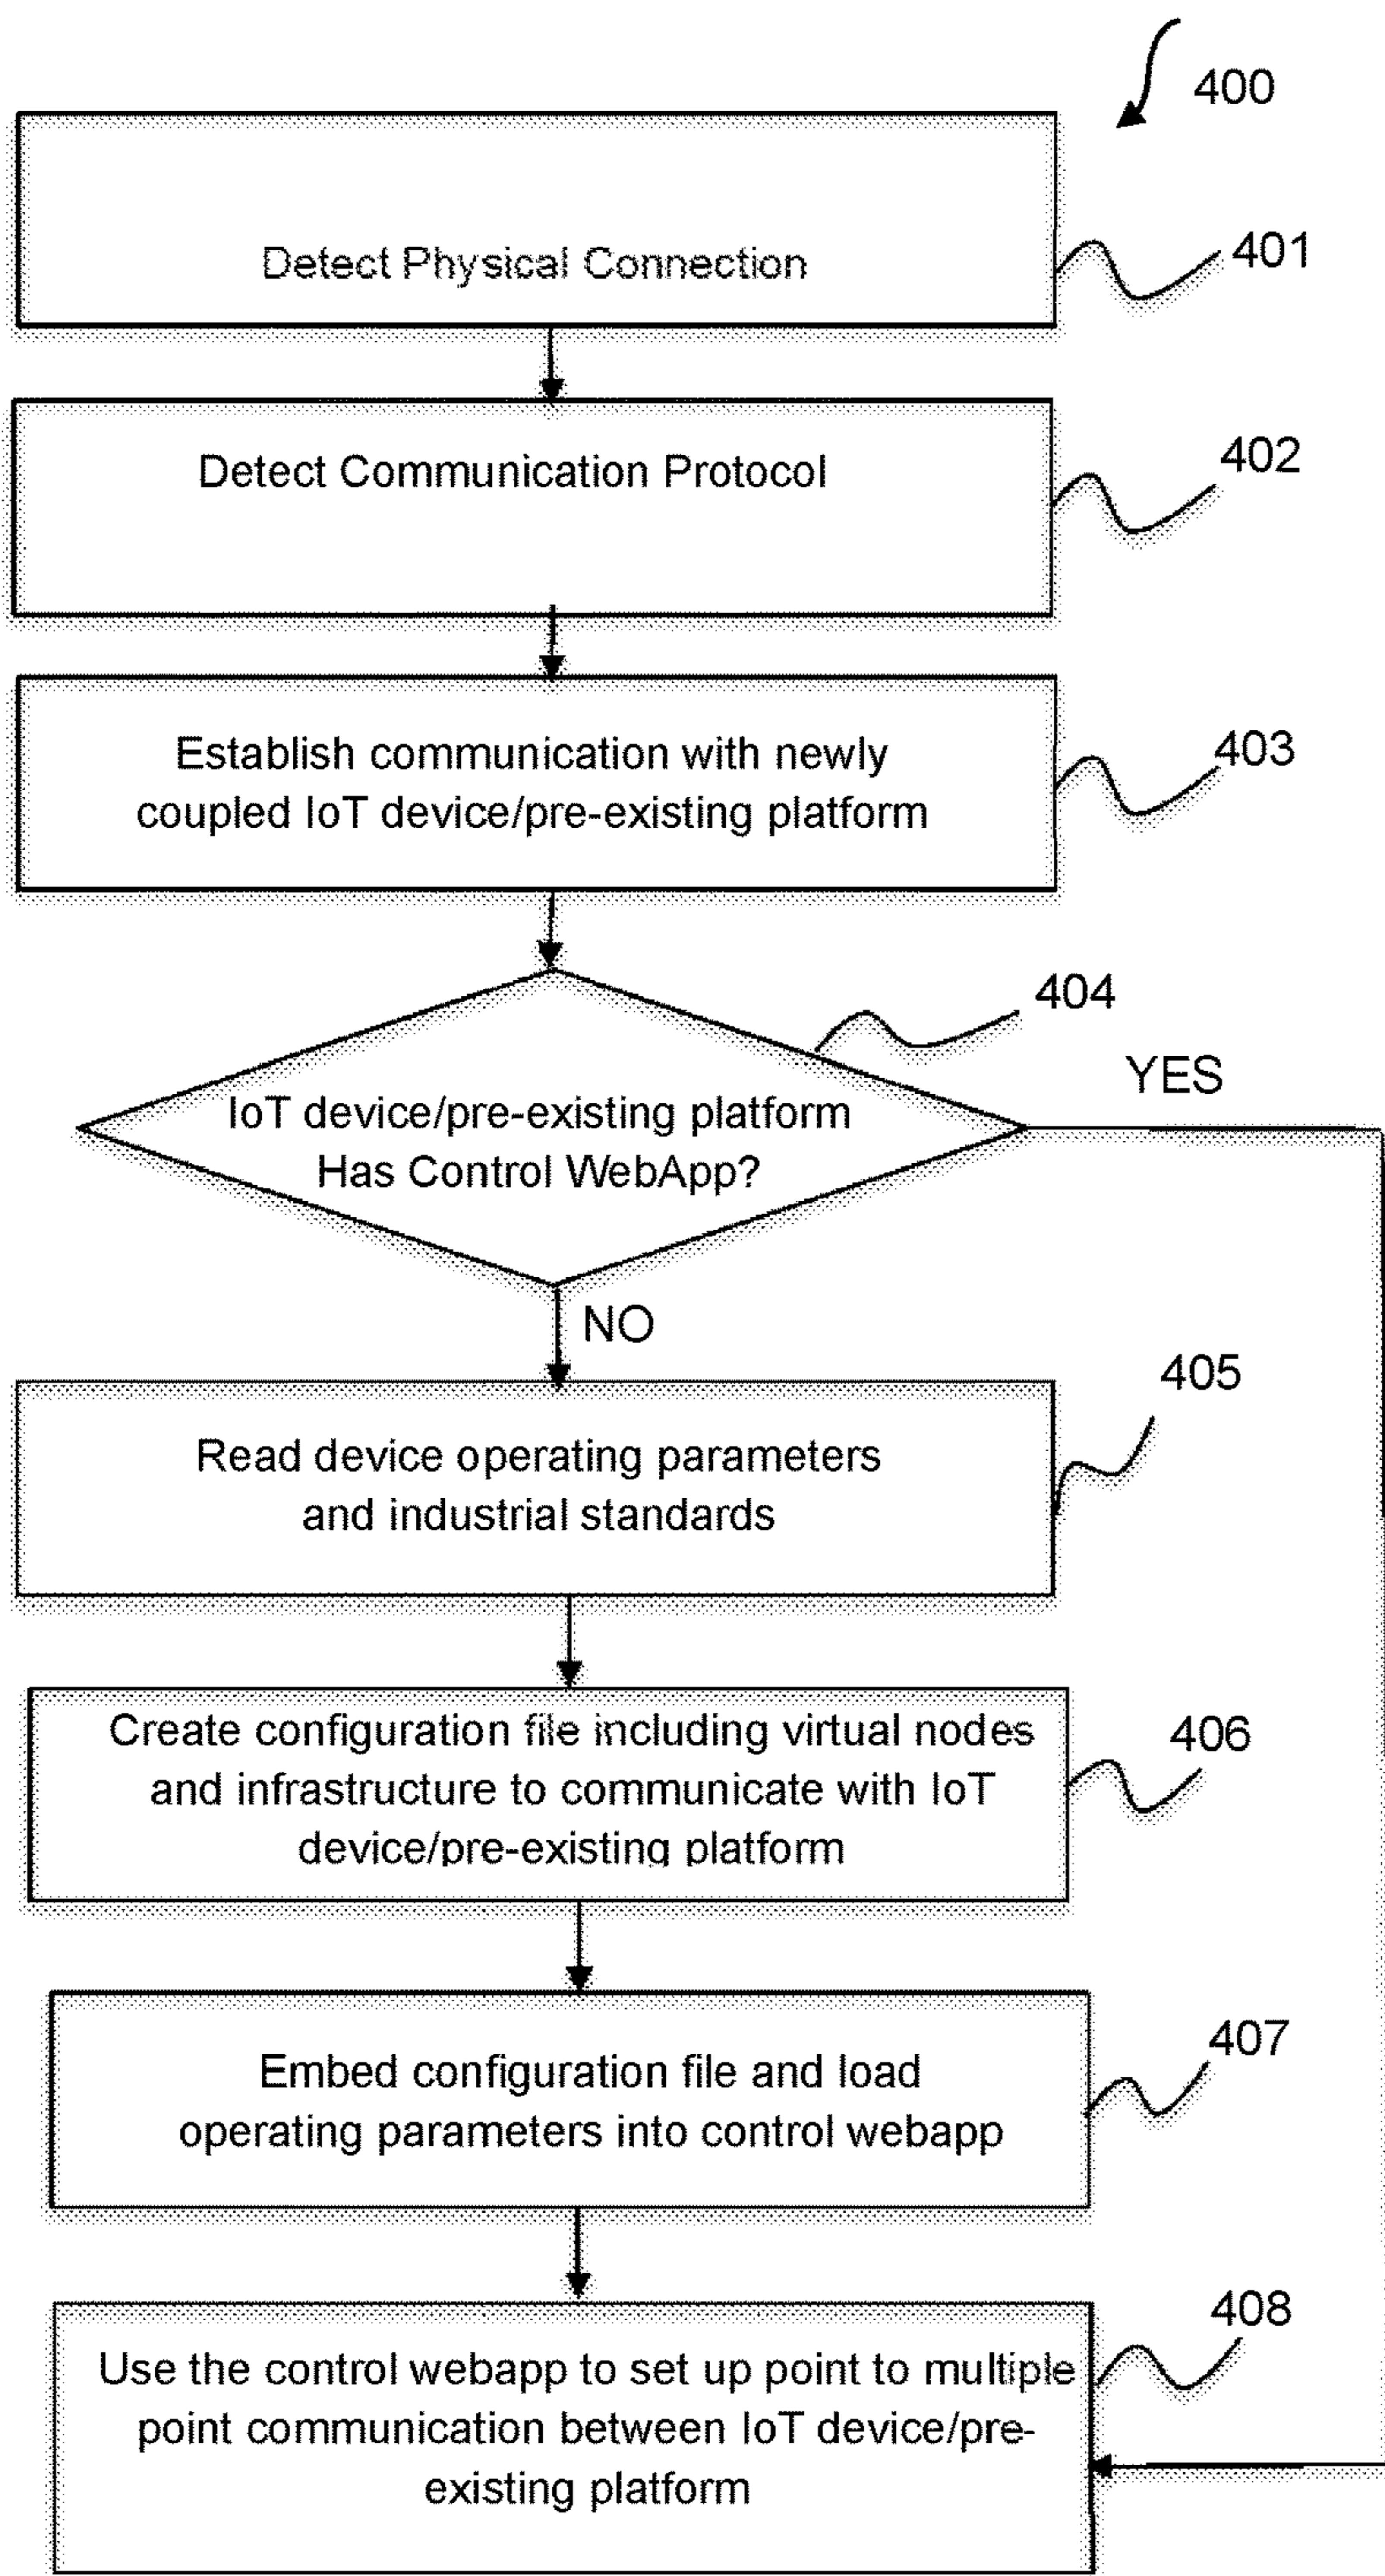 400
Detect Physical Connection
401
Detect Communication Protocol
402
Establish communication with newly
coupled IoT device/pre-existing platform
403
404
YES
IoT device/pre-existing platform
Has Control WebApp?
NO
405
Read device operating parameters
and industrial standards
Create configuration file including virtual nodes
and infrastructure to communicate with IoT
device/pre-existing platform
406
Embed configuration file and load
operating parameters into control webapp
407
408
Use the control webapp to set up point to multiple
point communication between IoT device/pre-
existing platform